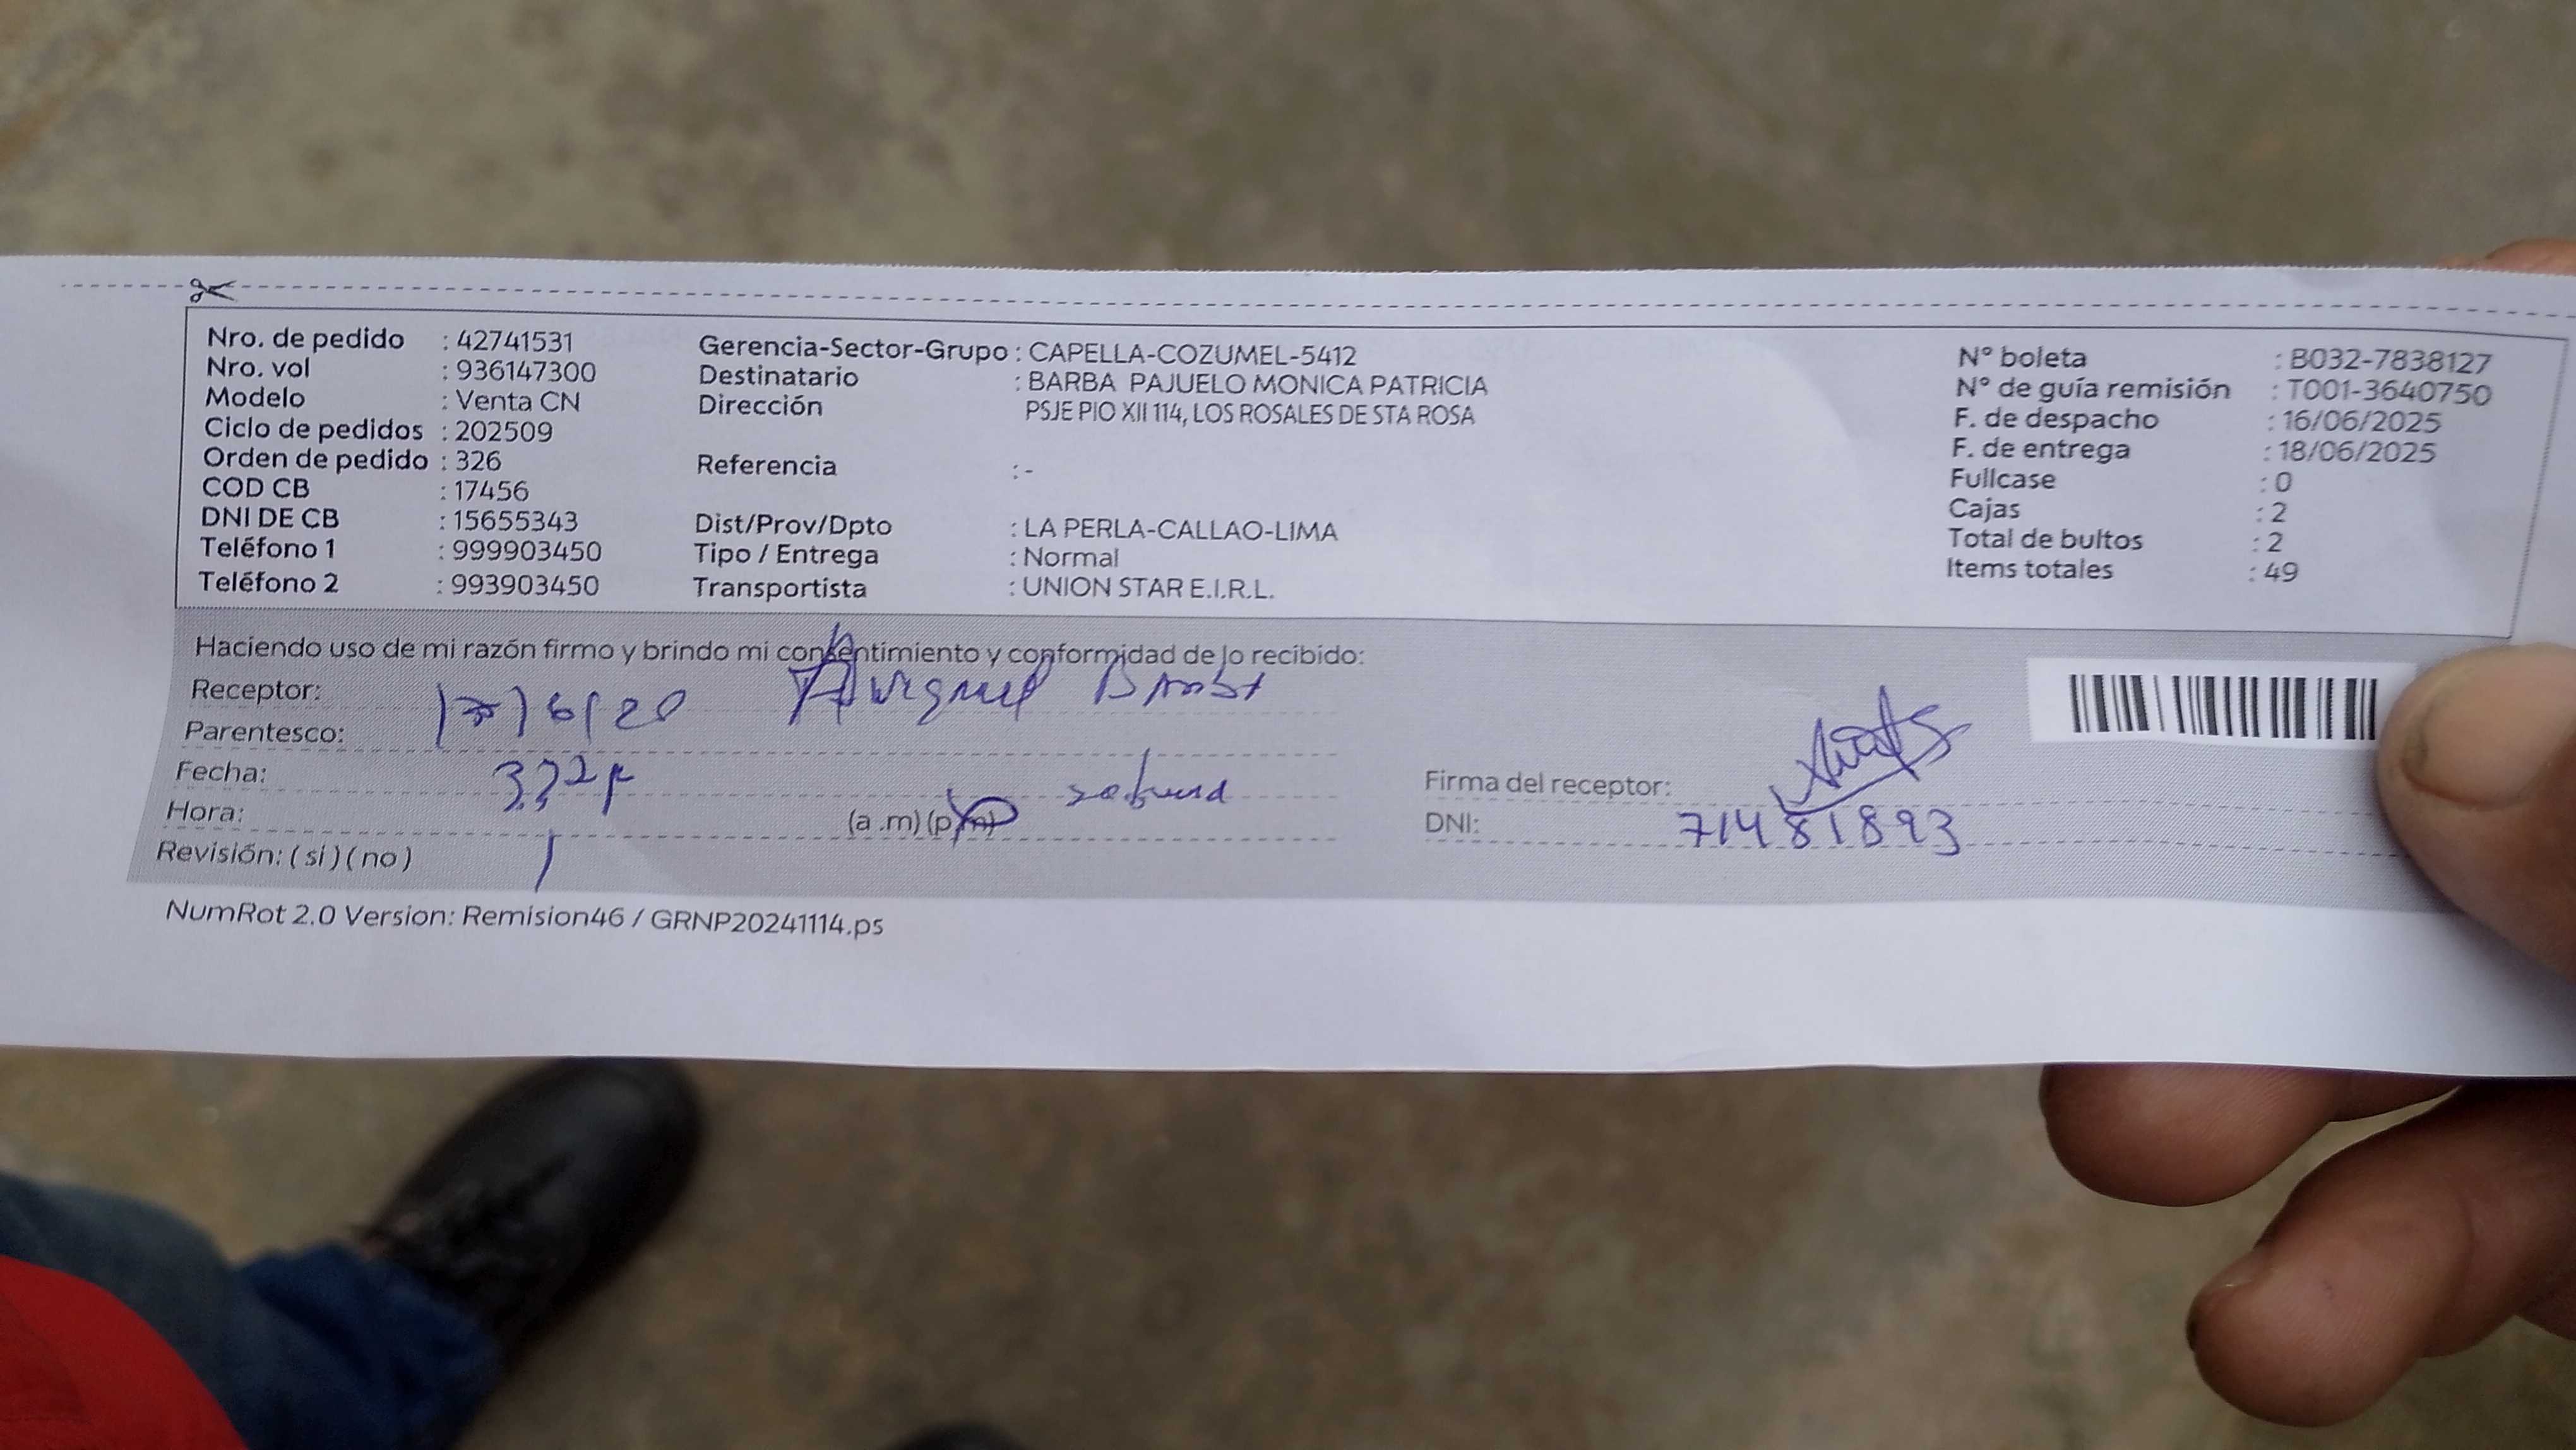 Nro. de pedido : 42741531
Nro. vol : 936147300
Modelo : Venta CN
Ciclo de pedidos : 202509
Orden de pedido : 326
COD CB : 17456
DNI DE CB : 15655343
Teléfono 1 : 999903450
Teléfono 2 : 993903450
Gerencia-Sector-Grupo : CAPELLA-COZUMEL-5412
Destinatario : BARBA PAJUELO MONICA PATRICIA
Dirección PSJE PIO XII 114, LOS ROSALES DE STA ROSA
Referencia : -
Dist/Prov/Dpto : LA PERLA-CALLAO-LIMA
Tipo / Entrega : Normal
Transportista : UNION STAR E.I.R.L.
N° boleta : B032-7838127
N° de guía remisión : T001-3640750
F. de despacho : 16/06/2025
F. de entrega : 18/06/2025
Fullcase : 0
Cajas : 2
Total de bultos : 2
Items totales : 49
Haciendo uso de mi razón firmo y brindo mi consentimiento y conformidad de lo recibido:
Receptor:
Parentesco:
Fecha:
Hora: (a .m) (p.m)
Revisión: ( si ) ( no )
Firma del receptor:
DNI: 71481893
NumRot 2.0 Version: Remision46 / GRNP20241114.ps